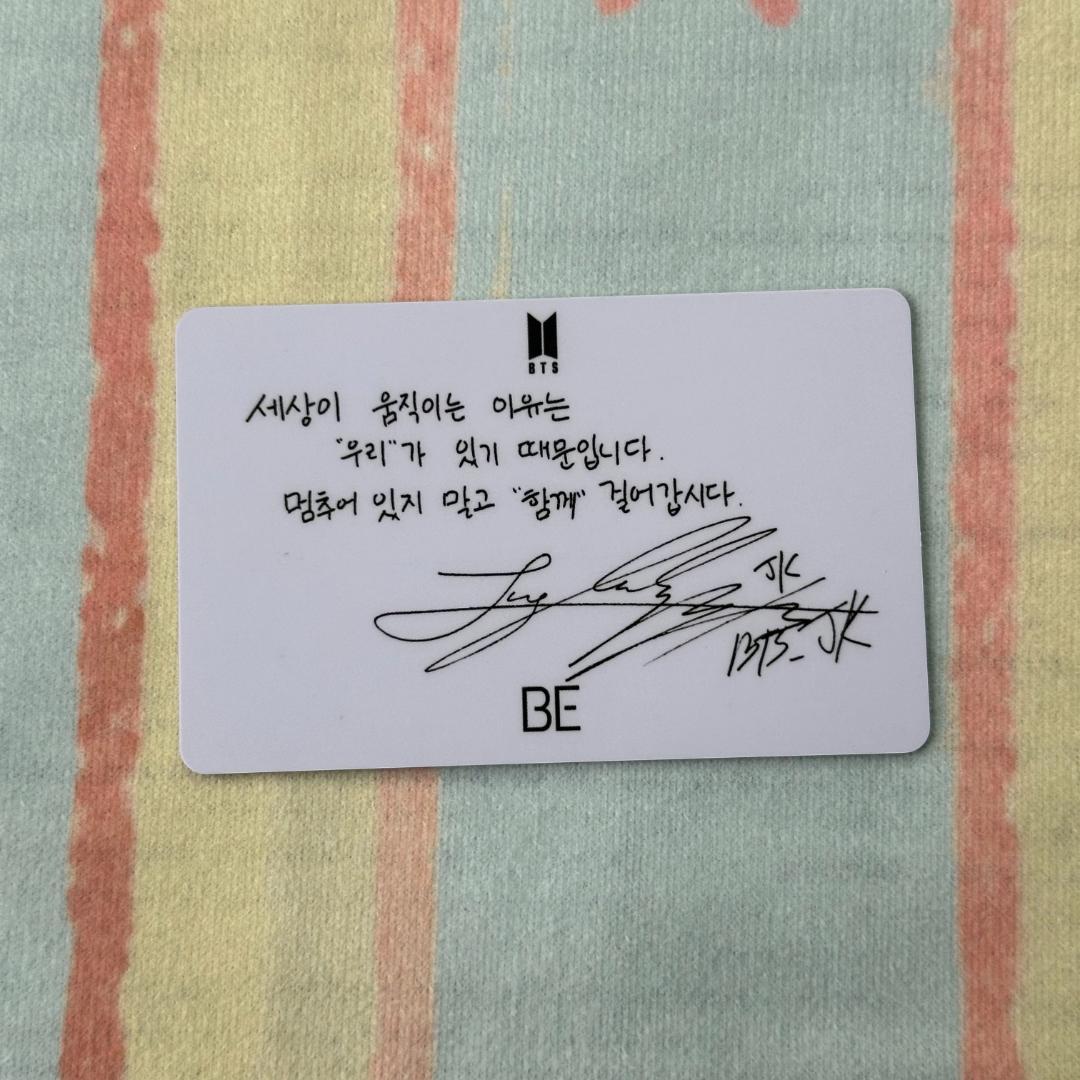 BTS
세상이 움직이는 이유는
"우리"가 있기 때문입니다.
멈추어 있지 말고 "함께" 걸어갑시다.
JK
BTS_JK
BE